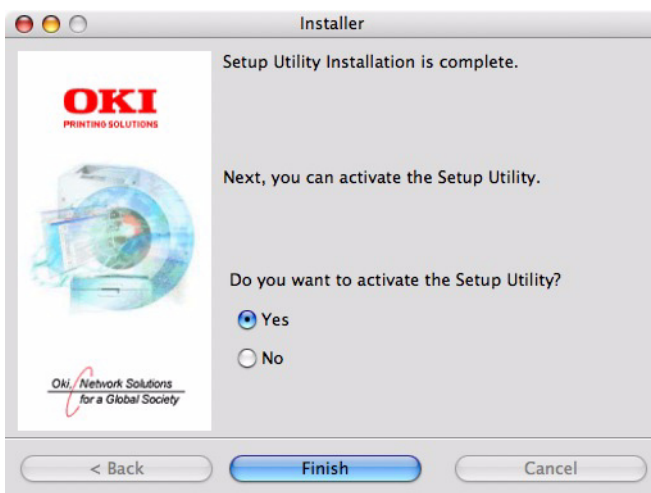 Installer
OKI
PRINTING SOLUTIONS
Setup Utility Installation is complete.
Next, you can activate the Setup Utility.
Do you want to activate the Setup Utility?
Yes
No
Oki, Network Solutions
for a Global Society
< Back
Finish
Cancel